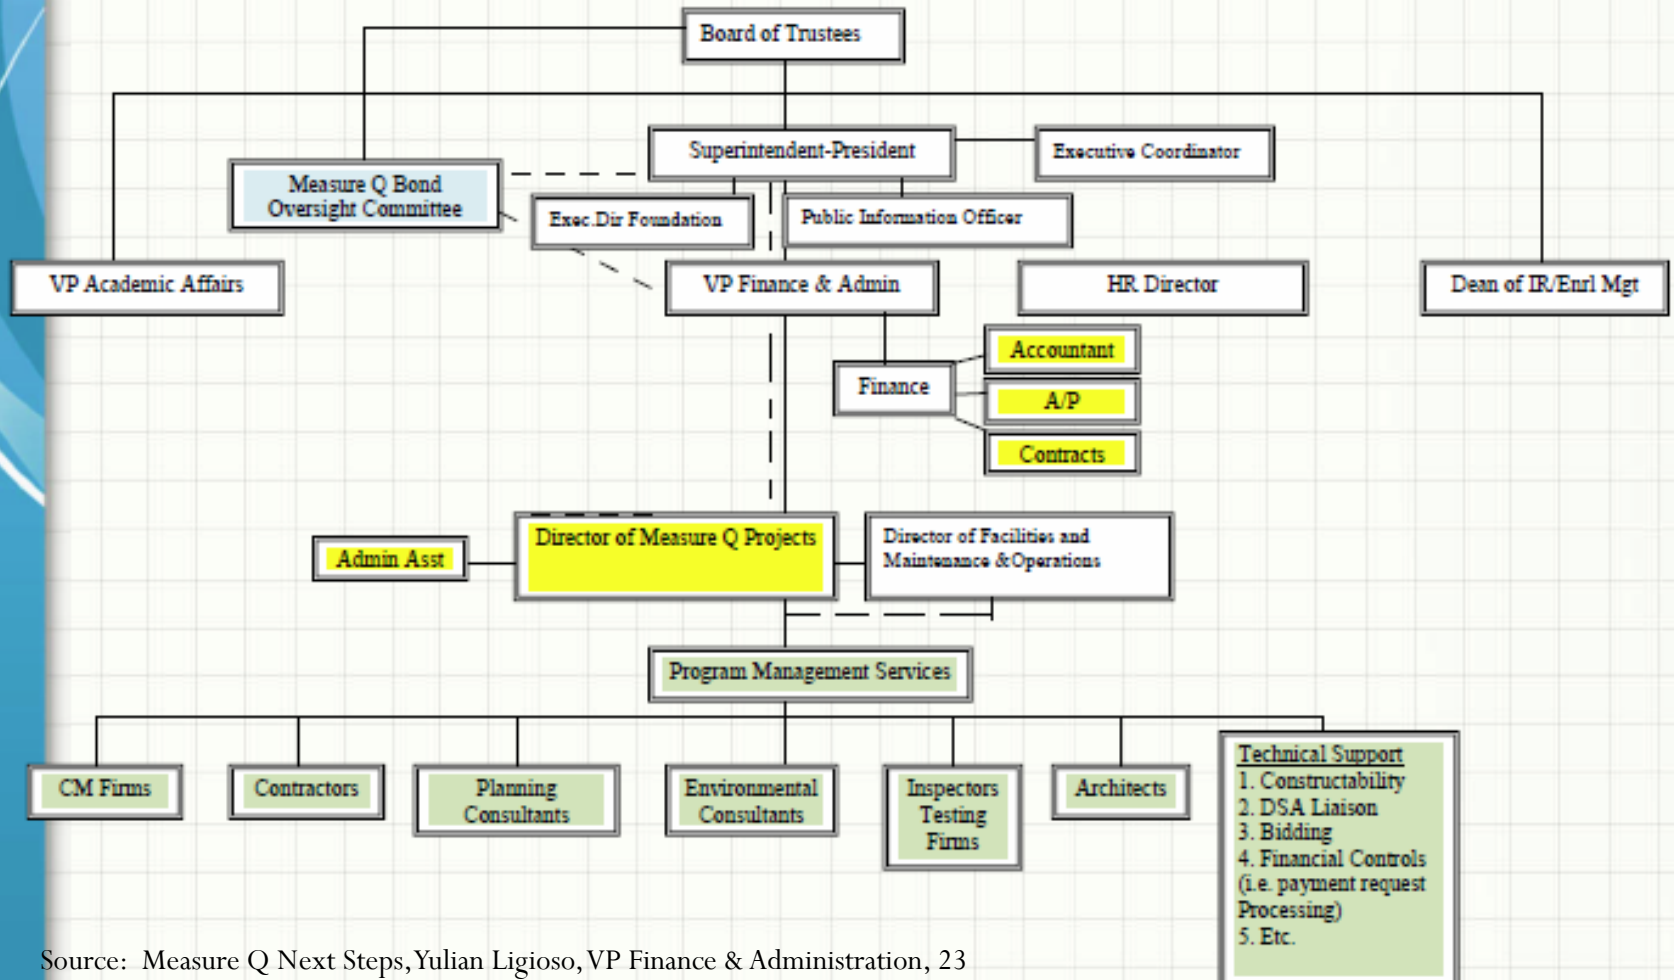 Board of Trustees
Superintendent-President
Executive Coordinator
Measure Q Bond
Oversight Committee
Exec.Dir Foundation
Public Information Officer
VP Academic Affairs
VP Finance & Admin
HR Director
Dean of IR/Enrl Mgt
Accountant
Finance
A/P
Contracts
Admin Asst
Director of Measure Q Projects
Director of Facilities and
Maintenance &Operations
Program Management Services
CM Firms
Contractors
Planning
Consultants
Environmental
Consultants
Inspectors
Testing
Firms
Architects
Technical Support
1. Constructability
2. DSA Liaison
3. Bidding
4. Financial Controls
(i.e. payment request
Processing)
5. Etc.
Source:  Measure Q Next Steps, Yulian Ligioso, VP Finance & Administration, 23